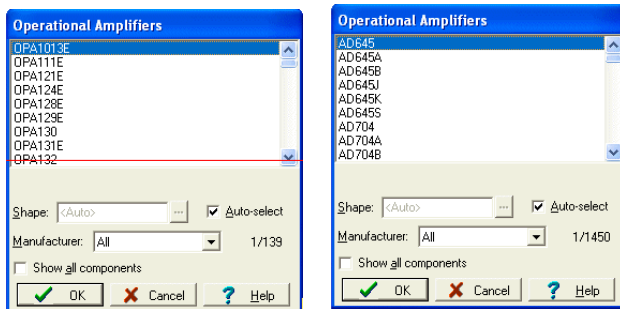 Operational Amplifiers
OPA1013E
OPA111E
OPA121E
OPA124E
OPA128E
OPA129E
OPA130
OPA131E
OPA132
Shape: <Auto> ... Auto-select
Manufacturer: All 1/139
Show all components
OK Cancel ? Help
Operational Amplifiers
AD645
AD645A
AD645B
AD645J
AD645K
AD645S
AD704
AD704A
AD704B
Shape: <Auto> ... Auto-select
Manufacturer: All 1/1450
Show all components
OK Cancel ? Help